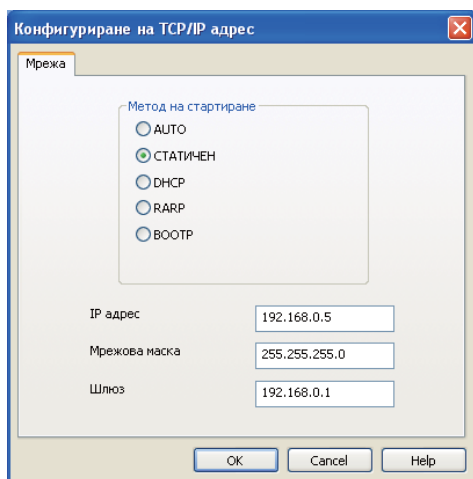 Конфигуриране на TCP/IP адрес
Мрежа
Метод на стартиране
AUTO
СТАТИЧЕН
DHCP
RARP
BOOTP
IP адрес 192.168.0.5
Мрежова маска 255.255.255.0
Шлюз 192.168.0.1
OK Cancel Help